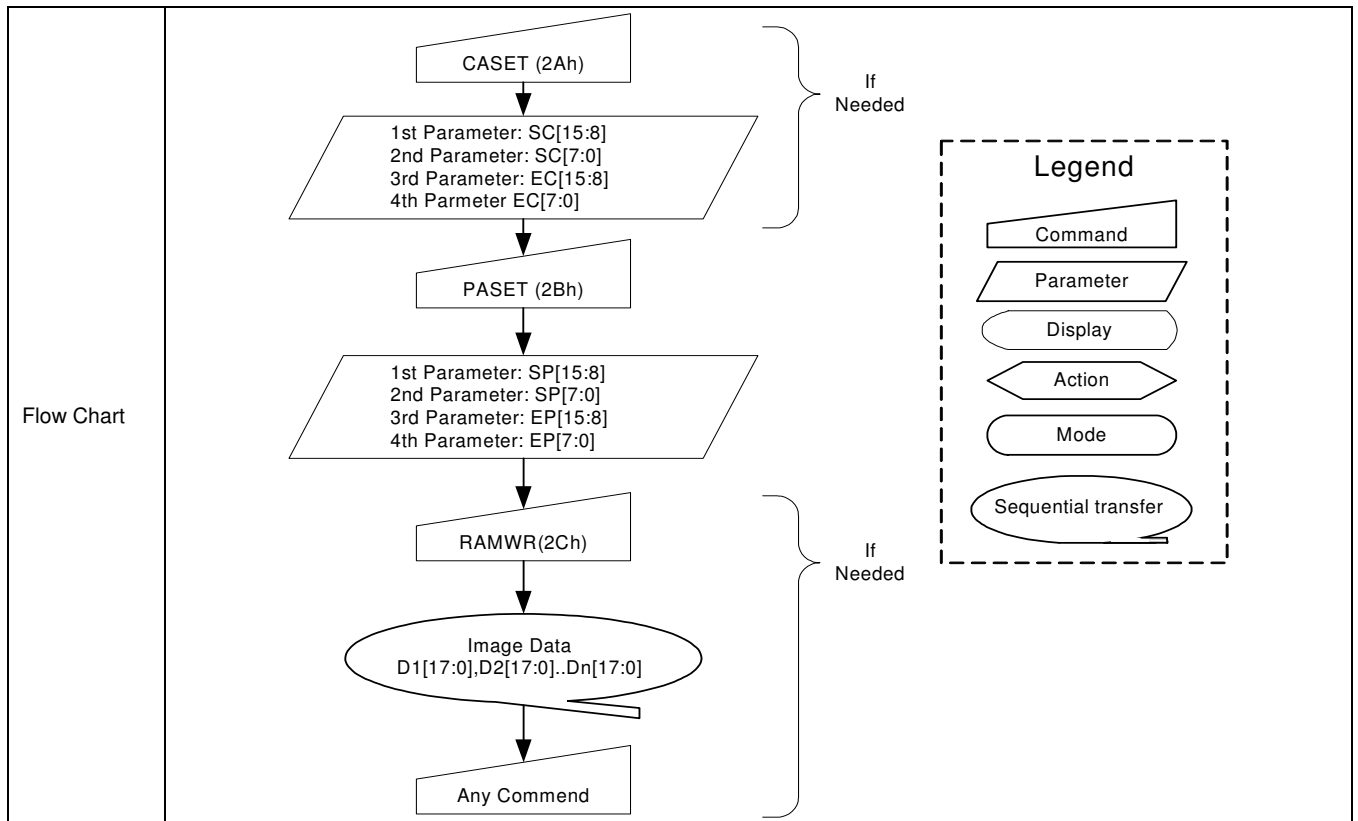 Flow Chart
CASET (2Ah)
1st Parameter: SC[15:8]
2nd Parameter: SC[7:0]
3rd Parameter: EC[15:8]
4th Parmeter EC[7:0]
If
Needed
PASET (2Bh)
1st Parameter: SP[15:8]
2nd Parameter: SP[7:0]
3rd Parameter: EP[15:8]
4th Parameter: EP[7:0]
RAMWR(2Ch)
Image Data
D1[17:0],D2[17:0]..Dn[17:0]
Any Commend
If
Needed
Legend
Command
Parameter
Display
Action
Mode
Sequential transfer